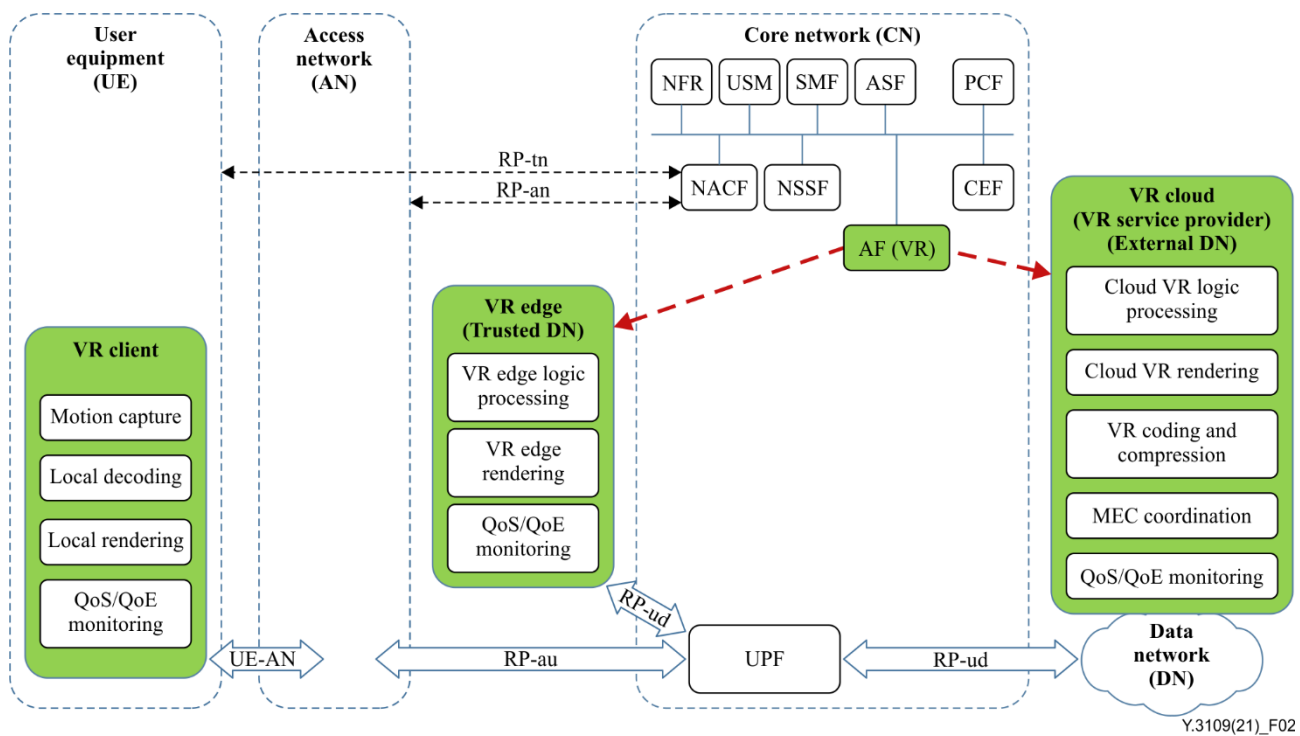 User
equipment
(UE)
Access
network
(AN)
Core network (CN)
NFR
USM
SMF
ASF
PCF
RP-tn
RP-an
NACF
NSSF
CEF
AF (VR)
VR cloud
(VR service provider)
(External DN)
Cloud VR logic
processing
Cloud VR rendering
VR coding and
compression
MEC coordination
QoS/QoE monitoring
VR edge
(Trusted DN)
VR edge logic
processing
VR edge
rendering
QoS/QoE
monitoring
VR client
Motion capture
Local decoding
Local rendering
QoS/QoE
monitoring
UE-AN
RP-au
RP-ud
UPF
RP-ud
Data
network
(DN)
Y.3109(21)_F02